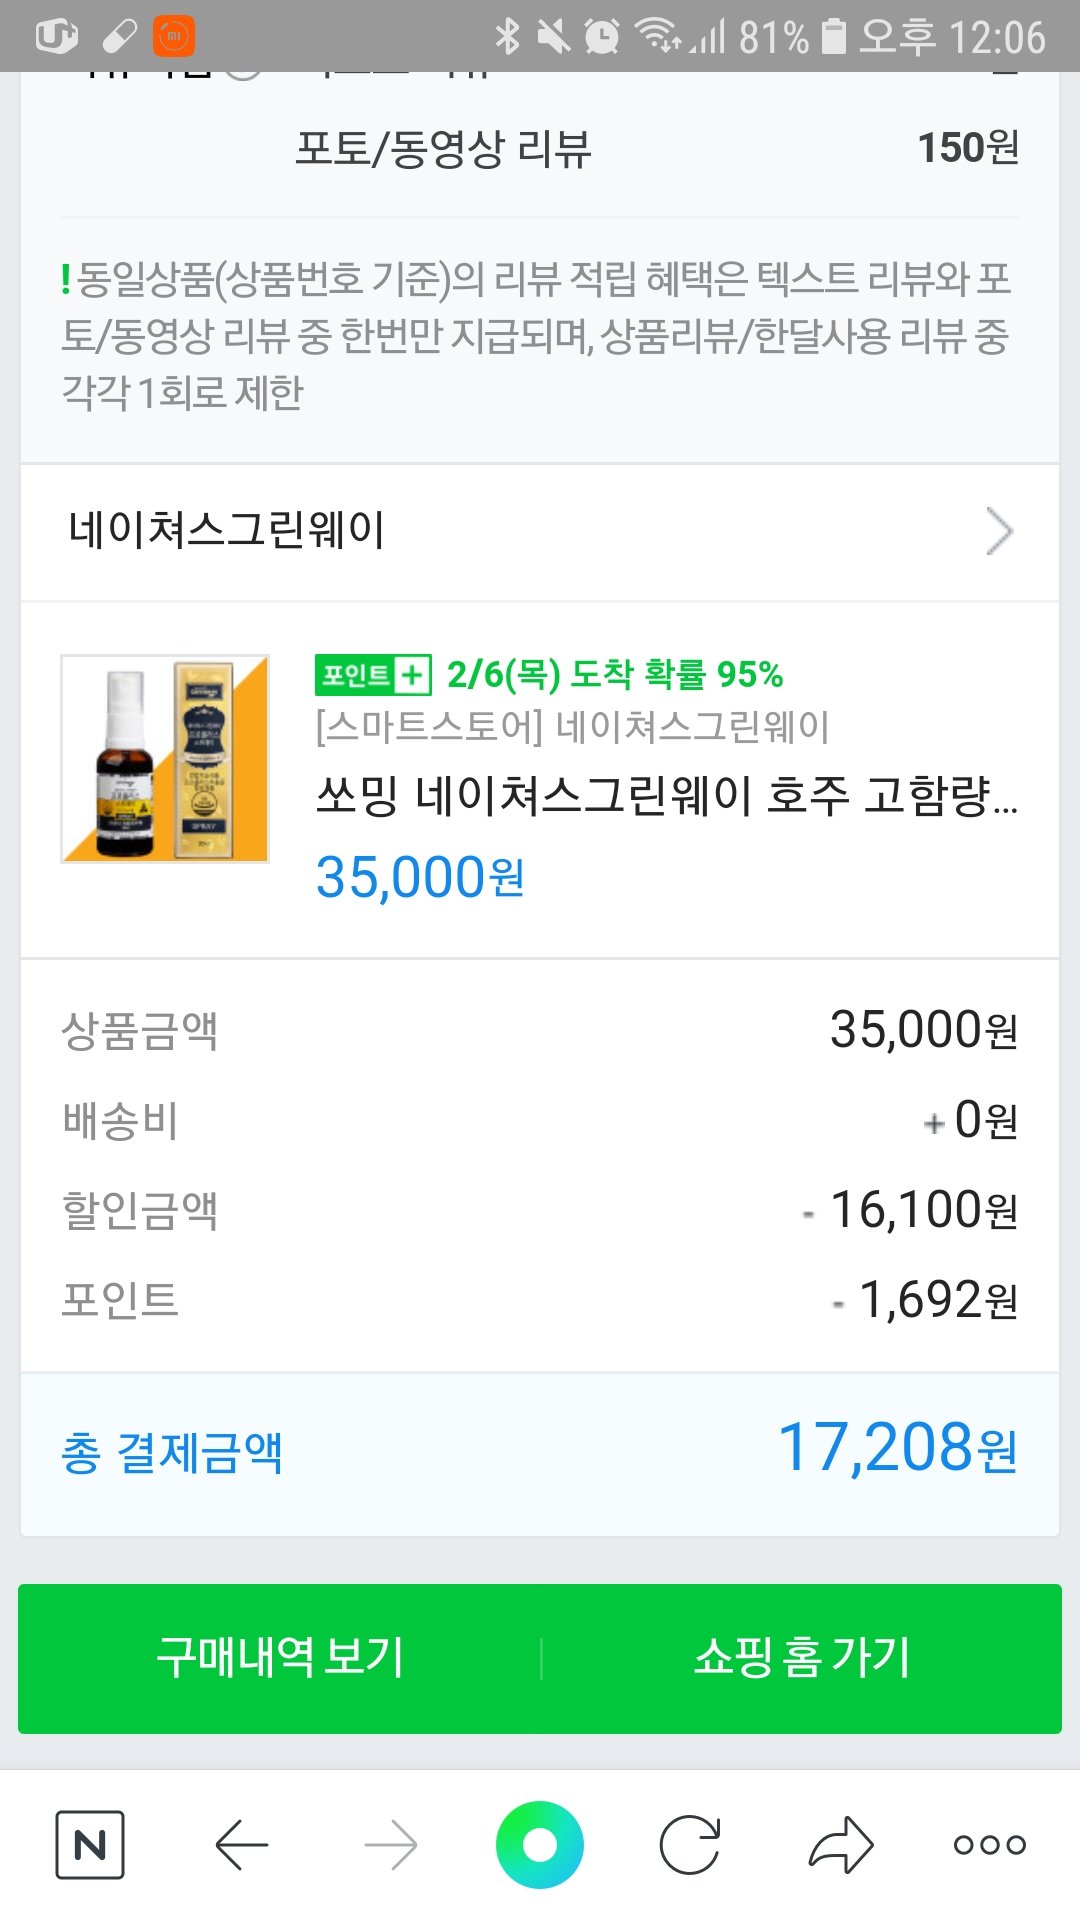 81% 오후 12:06
포토/동영상 리뷰 150원
!동일상품(상품번호 기준)의 리뷰 적립 혜택은 텍스트 리뷰와 포
토/동영상 리뷰 중 한번만 지급되며, 상품리뷰/한달사용 리뷰 중
각각 1회로 제한
네이쳐스그린웨이
포인트+ 2/6(목) 도착 확률 95%
[스마트스토어] 네이쳐스그린웨이
쏘밍 네이쳐스그린웨이 호주 고함량...
35,000원
상품금액 35,000원
배송비 + 0원
할인금액 - 16,100원
포인트 - 1,692원
총 결제금액 17,208원
구매내역 보기 쇼핑 홈 가기
N